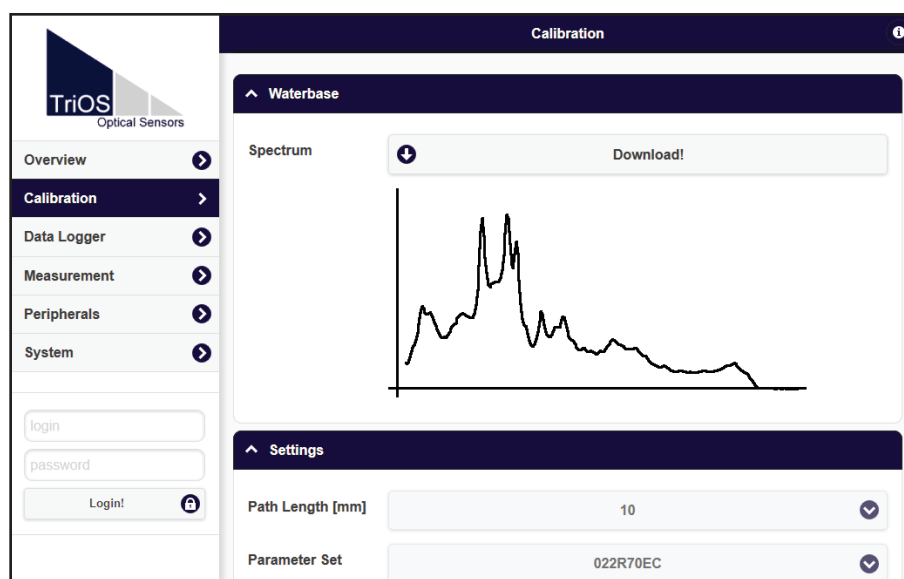 TriOS
Optical Sensors
Overview
Calibration
Data Logger
Measurement
Peripherals
System
login
password
Login!
Calibration
Waterbase
Spectrum
Download!
Settings
Path Length [mm]
10
Parameter Set
022R70EC